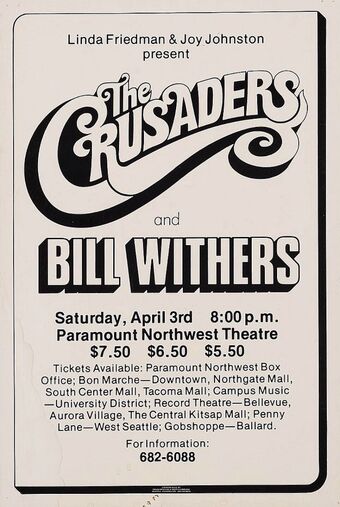 Linda Friedman & Joy Johnston
present
The
CRUSADERS
and
BILL WITHERS
Saturday, April 3rd 8:00 p.m.
Paramount Northwest Theatre
$7.50 $6.50 $5.50
Tickets Available: Paramount Northwest Box
Office; Bon Marche—Downtown, Northgate Mall,
South Center Mall, Tacoma Mall; Campus Music
—University District; Record Theatre—Bellevue,
Aurora Village, The Central Kitsap Mall; Penny
Lane—West Seattle; Gobshoppe—Ballard.
For Information:
682-6088